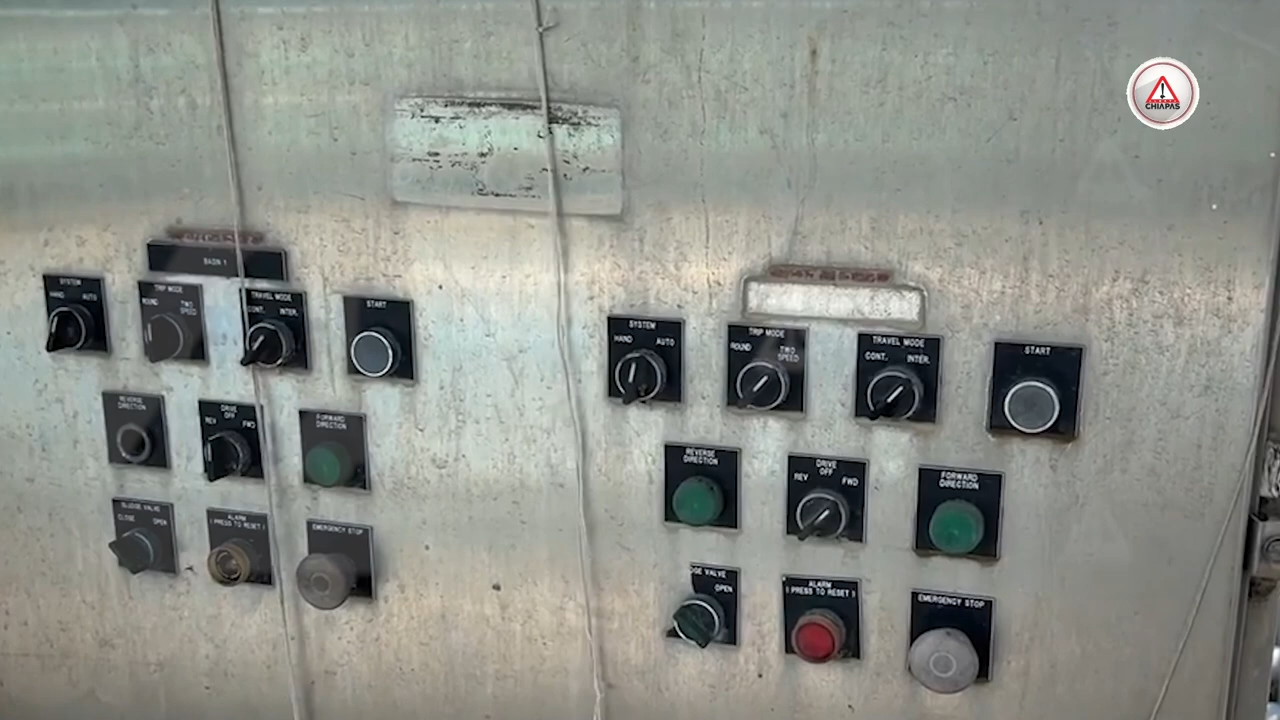 CHIAPAS
BASIN 1
SYSTEM
HAND AUTO
TRIP MODE
ROUND TWO SPEED
TRAVEL MODE
CONT. INTER.
START
REVERSE DIRECTION
DRIVE
OFF
REV FWD
FORWARD DIRECTION
SLUDGE VALVE
CLOSE OPEN
ALARM
( PRESS TO RESET )
EMERGENCY STOP
SYSTEM
HAND AUTO
TRIP MODE
ROUND TWO SPEED
TRAVEL MODE
CONT. INTER.
START
REVERSE DIRECTION
DRIVE
OFF
REV FWD
FORWARD DIRECTION
DGE VALVE
OPEN
ALARM
( PRESS TO RESET )
EMERGENCY STOP